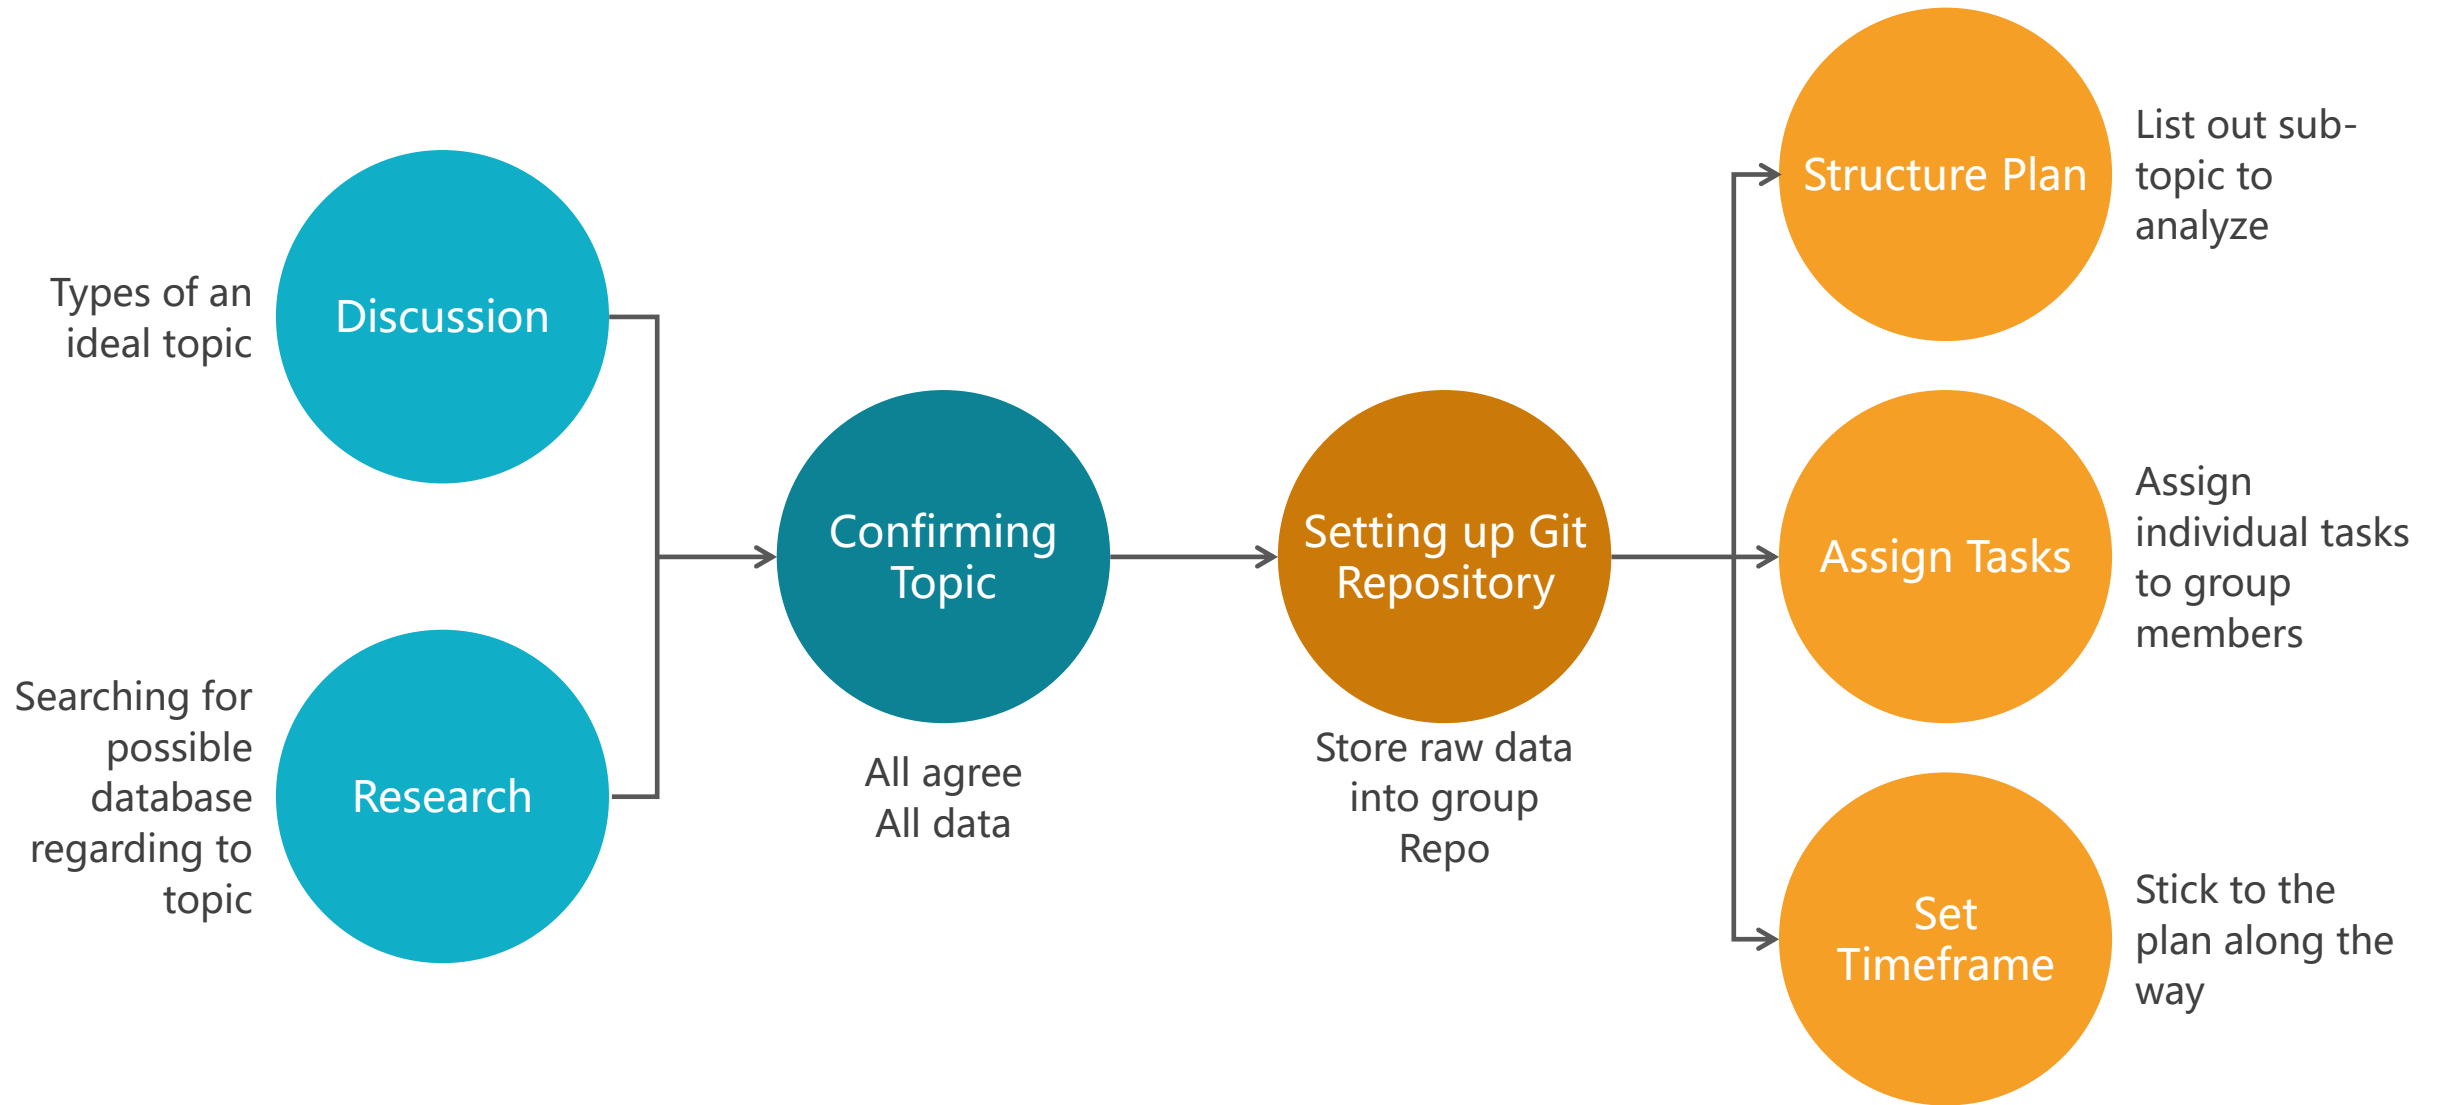 Types of an
ideal topic
Discussion
Searching for
possible
database
regarding to
topic
Research
Confirming
Topic
All agree
All data
Setting up Git
Repository
Store raw data
into group
Repo
Structure Plan
List out sub-
topic to
analyze
Assign Tasks
Assign
individual tasks
to group
members
Set
Timeframe
Stick to the
plan along the
way